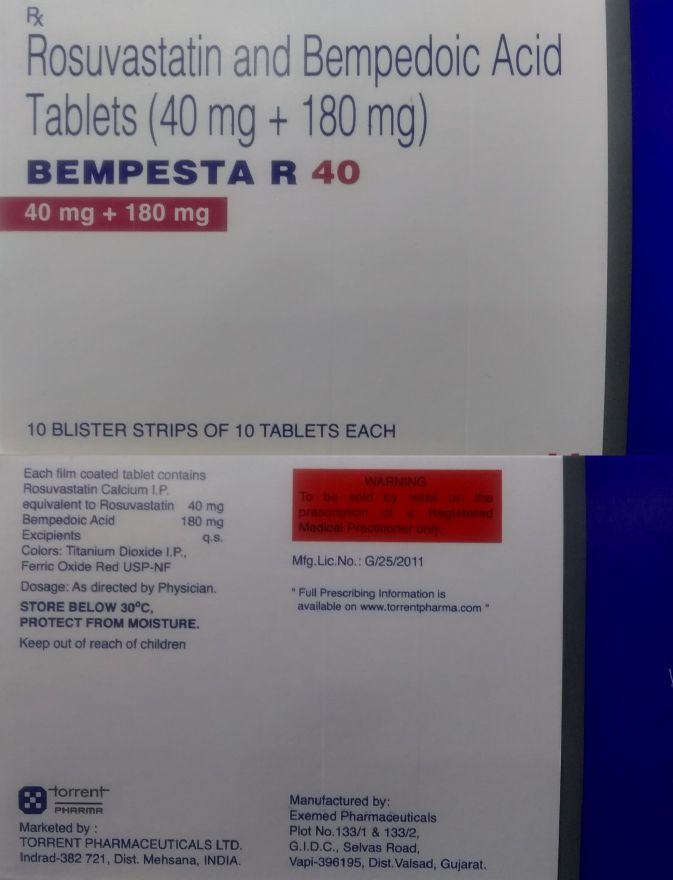 Rx
Rosuvastatin and Bempedoic Acid
Tablets (40 mg + 180 mg)
BEMPESTA R 40
40 mg + 180 mg
10 BLISTER STRIPS OF 10 TABLETS EACH
Each film coated tablet contains
Rosuvastatin Calcium I.P.
equivalent to Rosuvastatin 40 mg
Bempedoic Acid 180 mg
Excipients q.s.
Colors: Titanium Dioxide I.P.,
Ferric Oxide Red USP-NF
Dosage: As directed by Physician.
STORE BELOW 30°C,
PROTECT FROM MOISTURE.
Keep out of reach of children
WARNING
To be sold by retail on the
prescription of a Registered
Medical Practitioner only.
Mfg.Lic.No.: G/25/2011
" Full Prescribing Information is
available on www.torrentpharma.com "
torrent
PHARMA
Marketed by :
TORRENT PHARMACEUTICALS LTD.
Indrad-382 721, Dist. Mehsana, INDIA.
Manufactured by:
Exemed Pharmaceuticals
Plot No.133/1 & 133/2,
G.I.D.C., Selvas Road,
Vapi-396195, Dist.Valsad, Gujarat.